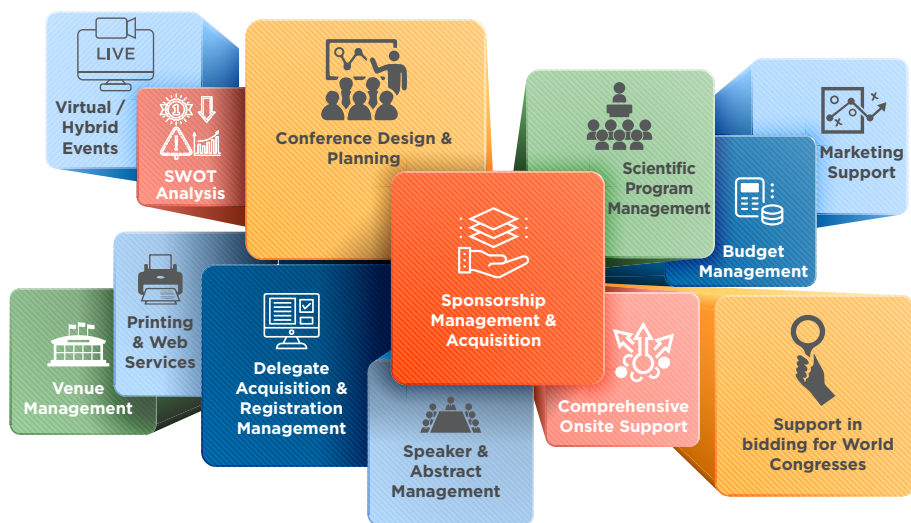 LIVE
Virtual /
Hybrid
Events
1
SWOT
Analysis
Conference Design &
Planning
Scientific
Program
Management
Marketing
Support
Budget
Management
Sponsorship
Management &
Acquisition
Printing
& Web
Services
Venue
Management
Delegate
Acquisition &
Registration
Management
Speaker &
Abstract
Management
Comprehensive
Onsite Support
Support in
bidding for World
Congresses